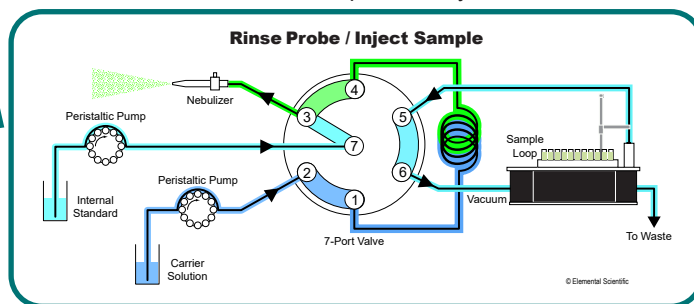 Rinse Probe / Inject Sample
Nebulizer
Peristaltic Pump
Internal
Standard
Peristaltic Pump
Carrier
Solution
4
3
5
7
2
6
1
7-Port Valve
Sample
Loop
Vacuum
To Waste
© Elemental Scientific